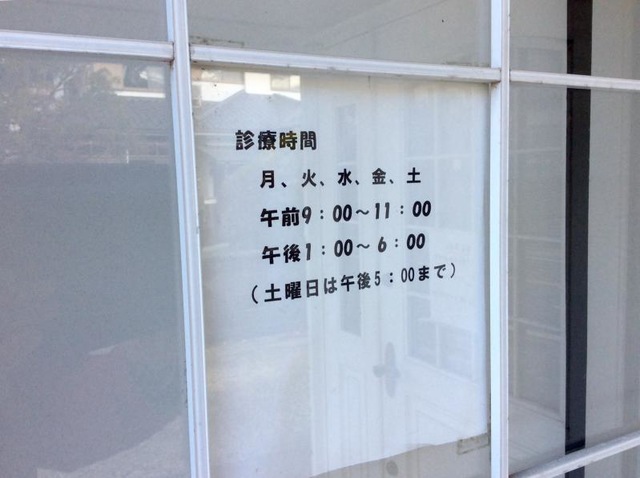 診療時間
月、火、水、金、土
午前9：00～11：00
午後1：00～6：00
（土曜日は午後5：00まで）